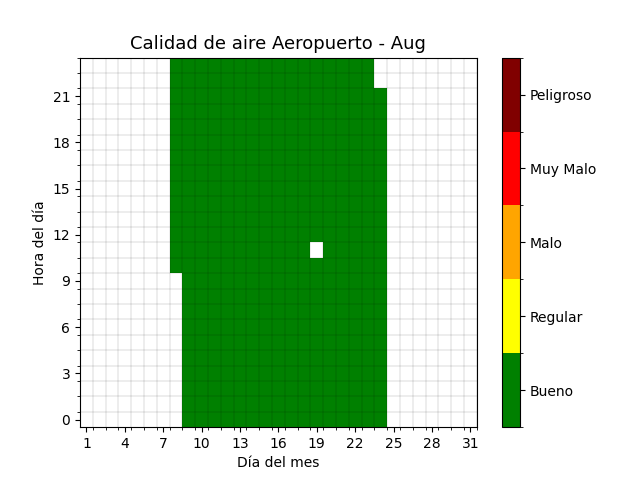 Calidad de aire Aeropuerto - Aug
Hora del día
21
18
15
12
9
6
3
0
1 4 7 10 13 16 19 22 25 28 31
Día del mes
Peligroso
Muy Malo
Malo
Regular
Bueno